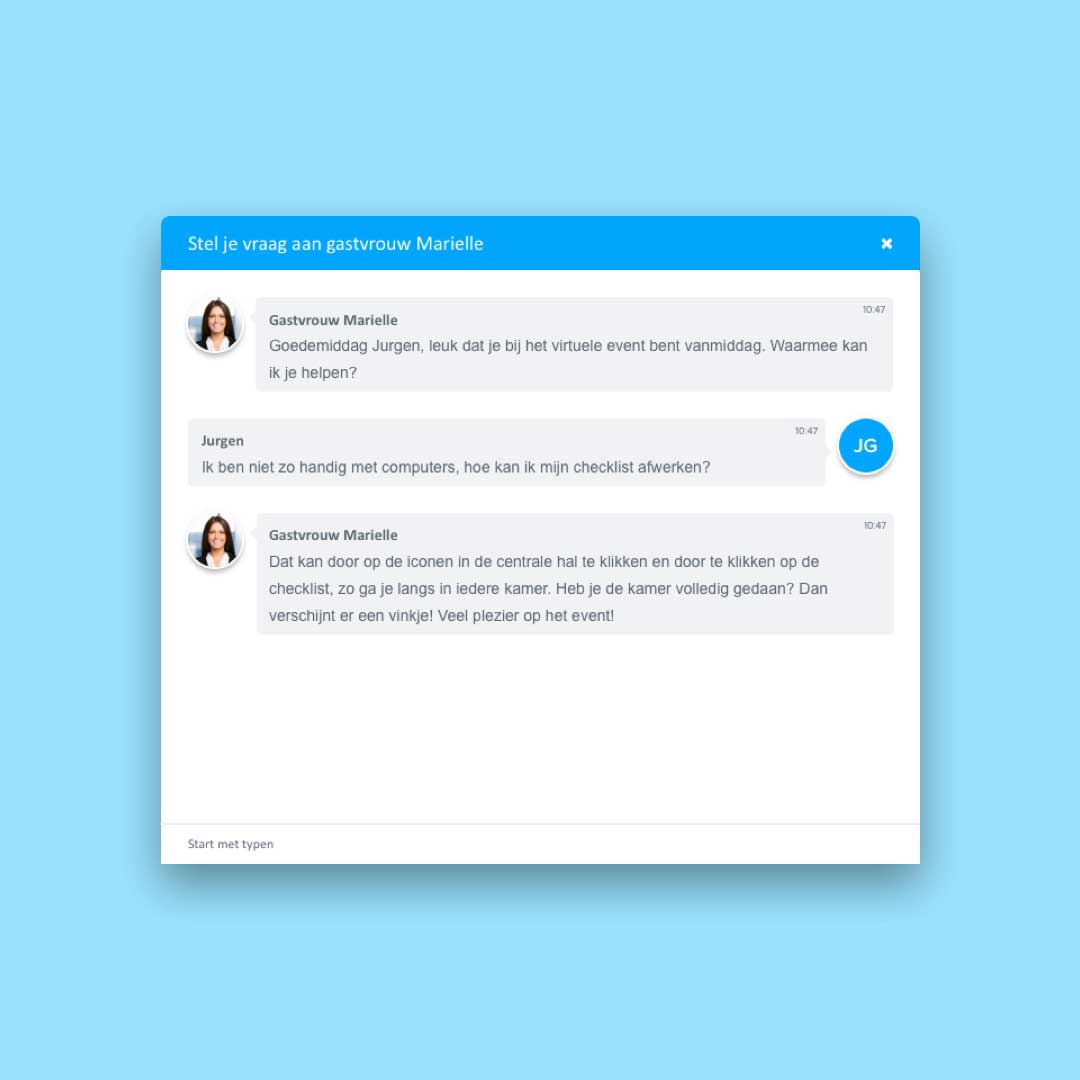 Stel je vraag aan gastvrouw Marielle
10:47
Gastvrouw Marielle
Goedemiddag Jurgen, leuk dat je bij het virtuele event bent vanmiddag. Waarmee kan
ik je helpen?
10:47
Jurgen
JG
Ik ben niet zo handig met computers, hoe kan ik mijn checklist afwerken?
10:47
Gastvrouw Marielle
Dat kan door op de iconen in de centrale hal te klikken en door te klikken op de
checklist, zo ga je langs in iedere kamer. Heb je de kamer volledig gedaan? Dan
verschijnt er een vinkje! Veel plezier op het event!
Start met typen